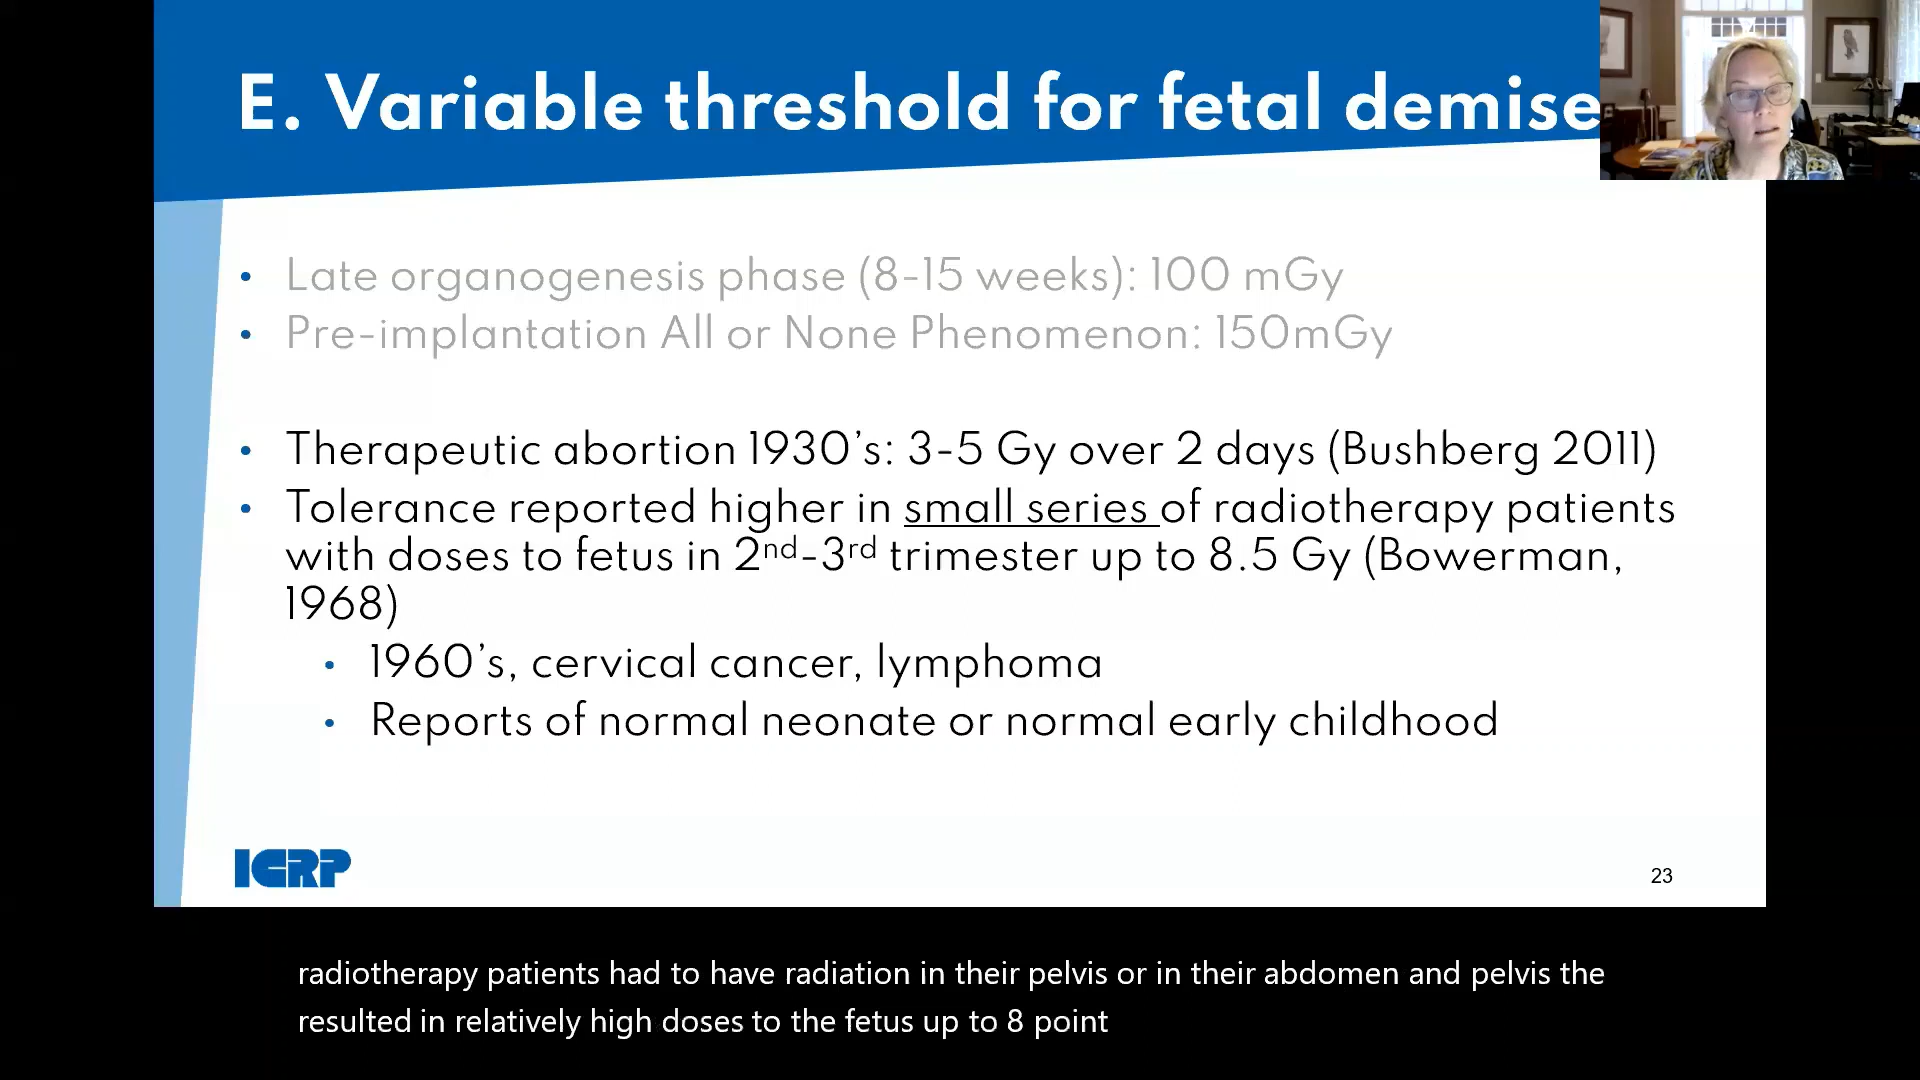 E. Variable threshold for fetal demise
• Late organogenesis phase (8-15 weeks): 100 mGy
• Pre-implantation All or None Phenomenon: 150mGy
• Therapeutic abortion 1930's: 3-5 Gy over 2 days (Bushberg 2011)
• Tolerance reported higher in small series of radiotherapy patients
with doses to fetus in 2nd-3rd trimester up to 8.5 Gy (Bowerman,
1968)
• 1960's, cervical cancer, lymphoma
• Reports of normal neonate or normal early childhood
ICRP
23
radiotherapy patients had to have radiation in their pelvis or in their abdomen and pelvis the
resulted in relatively high doses to the fetus up to 8 point